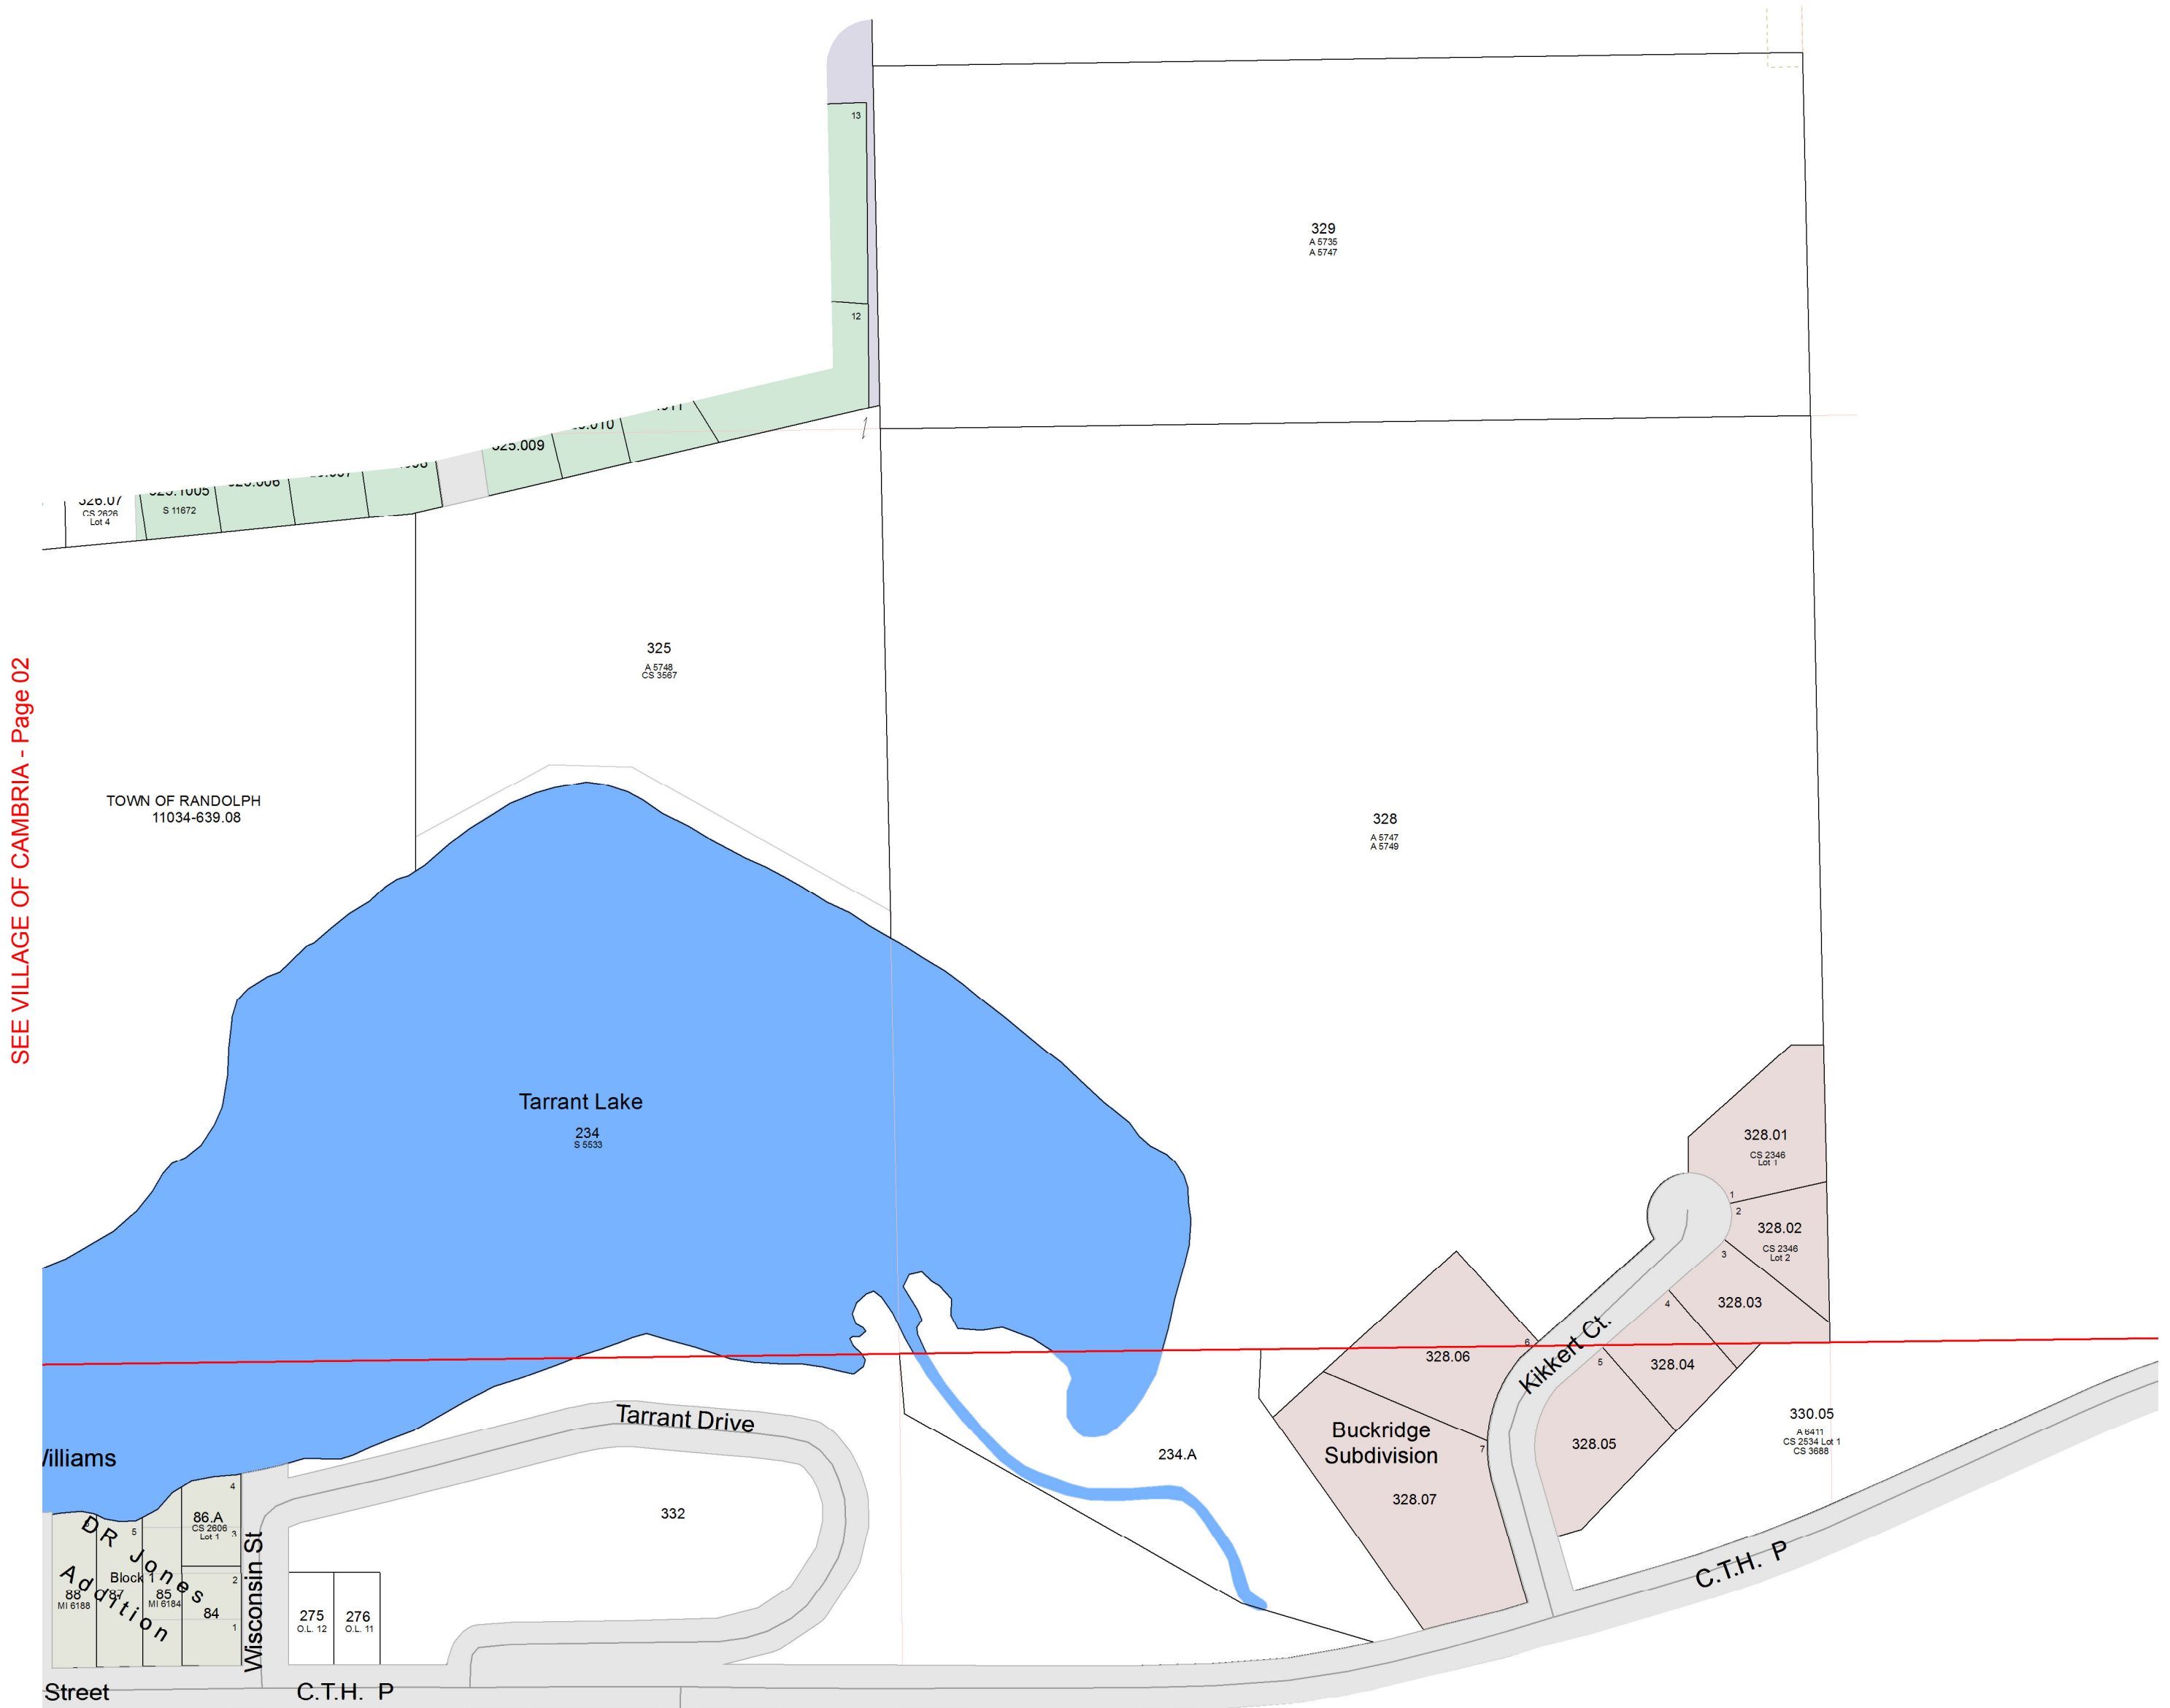 13
329
A 5735
A 5747
12
325.009
326.07
CS 2626
Lot 4
325.1005
S 11672
325
A 5748
CS 3567
SEE VILLAGE OF CAMBRIA - Page 02
TOWN OF RANDOLPH
11034-639.08
328
A 5747
A 5749
Tarrant Lake
234
S 5533
328.01
CS 2346
Lot 1
1
2
328.02
CS 2346
Lot 2
3
328.03
4
6
Kikkert Ct.
328.06
5
328.04
Tarrant Drive
330.05
A 6411
CS 2534 Lot 1
CS 3688
Buckridge
Subdivision
7
328.05
234.A
328.07
Williams
4
86.A
CS 2606
Lot 1
3
5
332
DR Jones
Addition
Block 1
2
88
MI 6188
87
85
MI 6184
84
1
Wisconsin St
275
O.L. 12
276
O.L. 11
C.T.H. P
Street
C.T.H. P